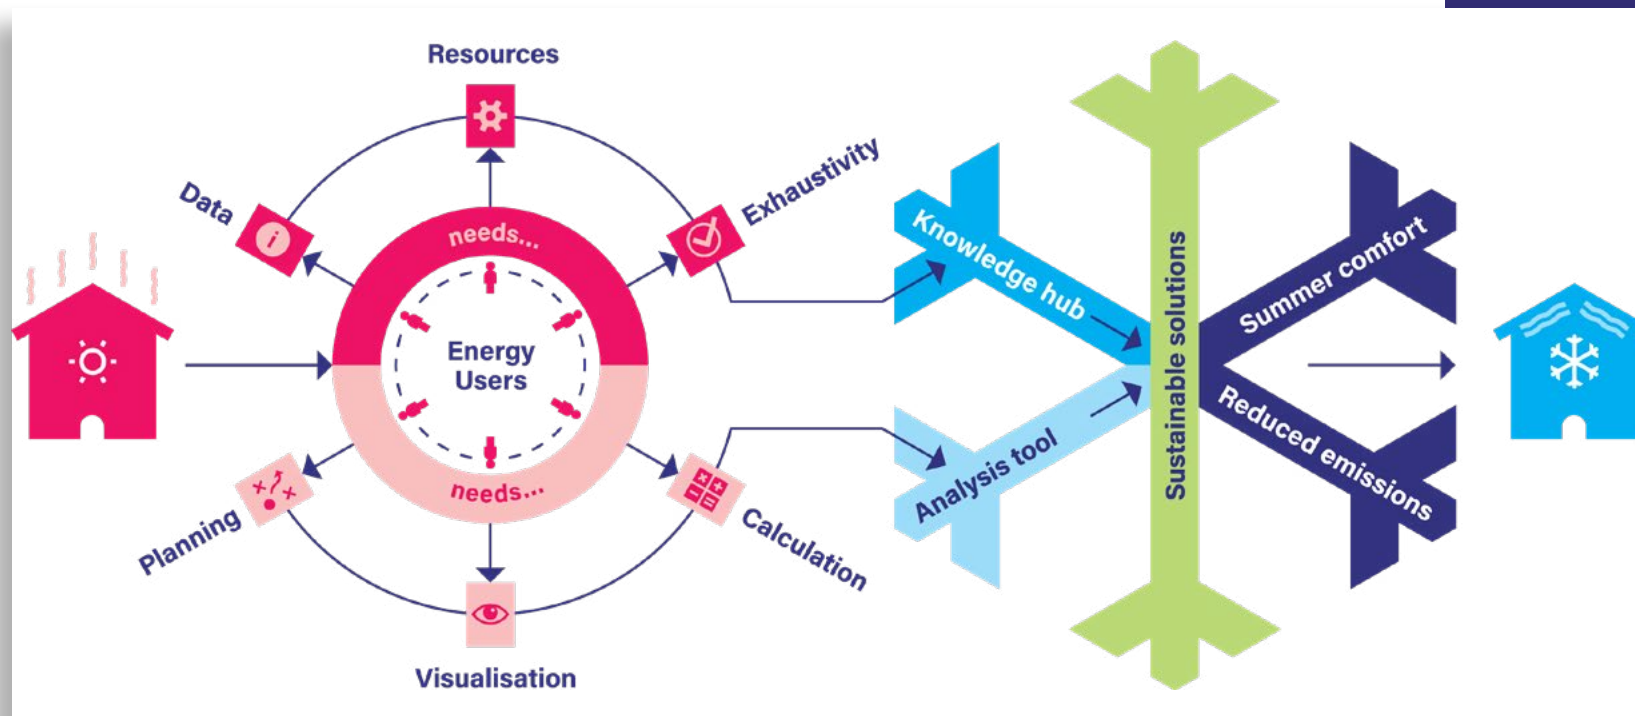 Resources
Data
Exhaustivity
needs...
Energy
Users
needs...
Planning
Calculation
Visualisation
Knowledge hub
Analysis tool
Sustainable solutions
Summer comfort
Reduced emissions